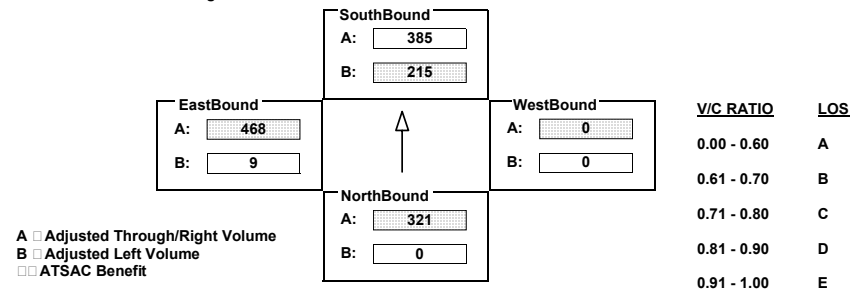 SouthBound
A: 385
B: 215
EastBound
A: 468
B: 9
WestBound
A: 0
B: 0
NorthBound
A: 321
B: 0
A □ Adjusted Through/Right Volume
B □ Adjusted Left Volume
□□ ATSAC Benefit
V/C RATIO LOS
0.00 - 0.60 A
0.61 - 0.70 B
0.71 - 0.80 C
0.81 - 0.90 D
0.91 - 1.00 E